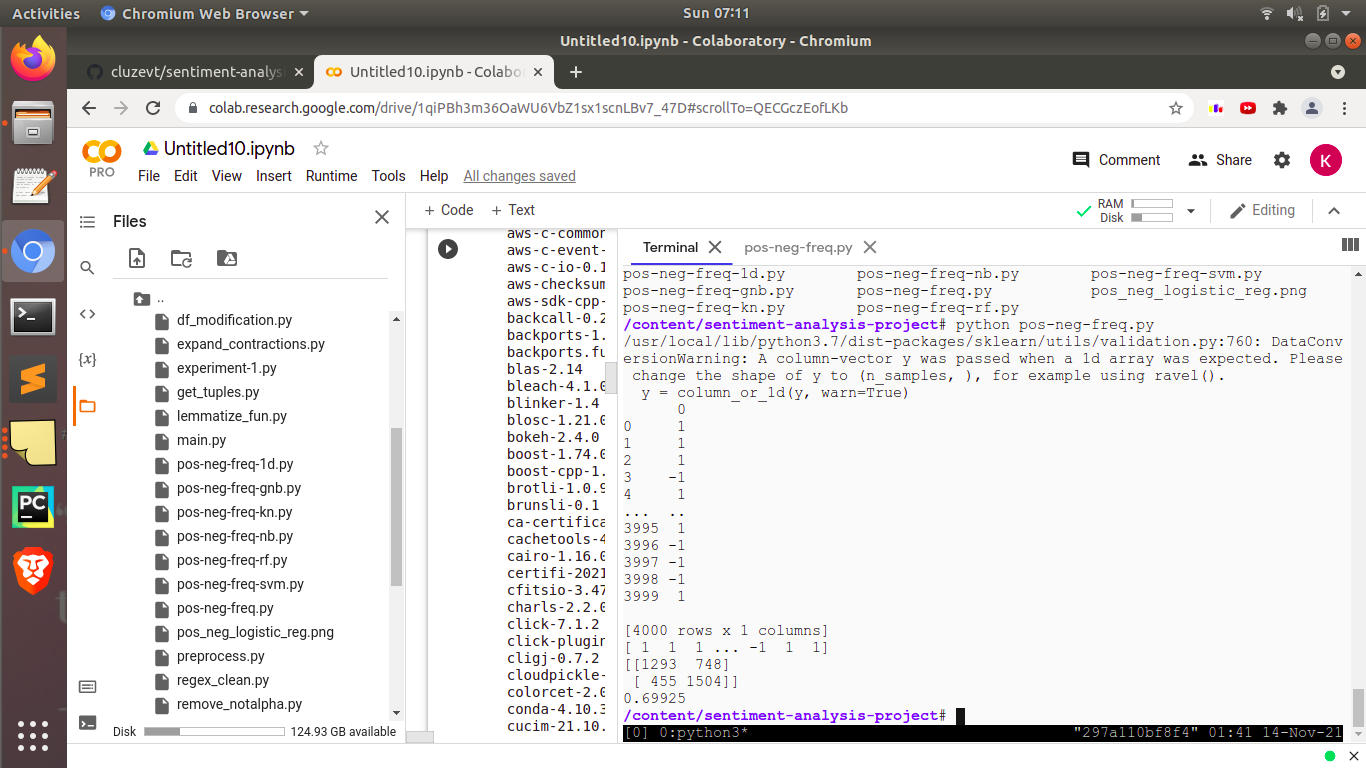 Activities
Chromium Web Browser
Sun 07:11
Untitled10.ipynb - Colaboratory - Chromium
cluzevt/sentiment-analysis
Untitled10.ipynb - Colabo
colab.research.google.com/drive/1qiPBh3m36OaWU6VbZ1sx1scnLBv7_47D#scrollTo=QECGczEofLKb
PRO
Untitled10.ipynb
File Edit View Insert Runtime Tools Help All changes saved
Comment Share K
Files
+ Code + Text
RAM
Disk
Editing
..
df_modification.py
expand_contractions.py
experiment-1.py
get_tuples.py
lemmatize_fun.py
main.py
pos-neg-freq-1d.py
pos-neg-freq-gnb.py
pos-neg-freq-kn.py
pos-neg-freq-nb.py
pos-neg-freq-rf.py
pos-neg-freq-svm.py
pos-neg-freq.py
pos_neg_logistic_reg.png
preprocess.py
regex_clean.py
remove_notalpha.py
Disk 124.93 GB available
aws-c-common
aws-c-event-
aws-c-io-0.1
aws-checksum
aws-sdk-cpp-
backcall-0.2
backports-1.
backports.fu
blas-2.14
bleach-4.1.0
blinker-1.4
blosc-1.21.0
bokeh-2.4.0
boost-1.74.0
boost-cpp-1.
brotli-1.0.9
brunsli-0.1
ca-certifica
cachetools-4
cairo-1.16.0
certifi-2021
cfitsio-3.47
charls-2.2.0
click-7.1.2
click-plugin
cligj-0.7.2
cloudpickle-
colorcet-2.0
conda-4.10.3
cucim-21.10.
Terminal
pos-neg-freq.py
pos-neg-freq-1d.py pos-neg-freq-nb.py pos-neg-freq-svm.py
pos-neg-freq-gnb.py pos-neg-freq.py pos_neg_logistic_reg.png
pos-neg-freq-kn.py pos-neg-freq-rf.py
/content/sentiment-analysis-project# python pos-neg-freq.py
/usr/local/lib/python3.7/dist-packages/sklearn/utils/validation.py:760: DataConv
ersionWarning: A column-vector y was passed when a 1d array was expected. Please
change the shape of y to (n_samples, ), for example using ravel().
y = column_or_1d(y, warn=True)
0
0 1
1 1
2 1
3 -1
4 1
... ..
3995 1
3996 -1
3997 -1
3998 -1
3999 1
[4000 rows x 1 columns]
[ 1 1 1 ... -1 1 1]
[[1293 748]
[ 455 1504]]
0.69925
/content/sentiment-analysis-project#
[0] 0:python3* "297a110bf8f4" 01:41 14-Nov-21